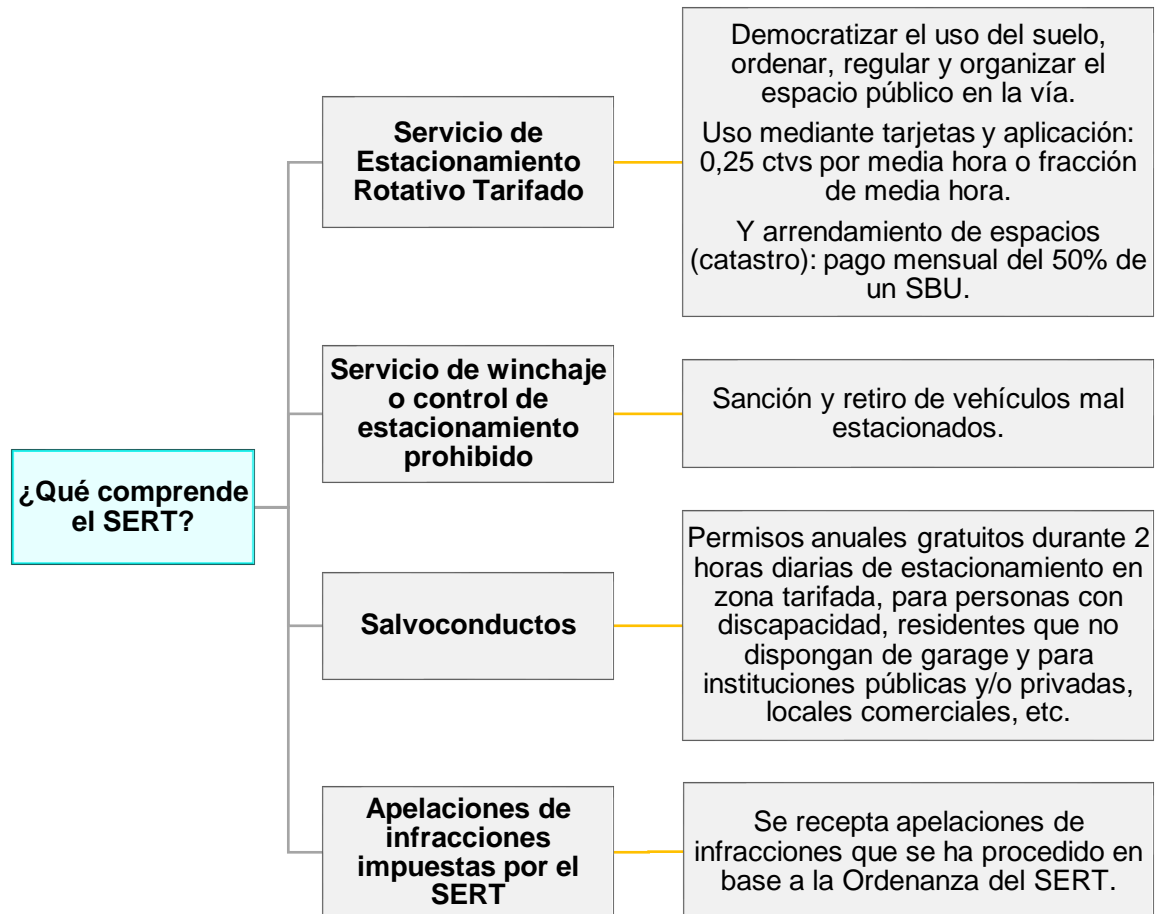 ¿Qué comprende
el SERT?
Servicio de
Estacionamiento
Rotativo Tarifado
Democratizar el uso del suelo,
ordenar, regular y organizar el
espacio público en la vía.
Uso mediante tarjetas y aplicación:
0,25 ctvs por media hora o fracción
de media hora.
Y arrendamiento de espacios
(catastro): pago mensual del 50% de
un SBU.
Servicio de winchaje
o control de
estacionamiento
prohibido
Sanción y retiro de vehículos mal
estacionados.
Salvoconductos
Permisos anuales gratuitos durante 2
horas diarias de estacionamiento en
zona tarifada, para personas con
discapacidad, residentes que no
dispongan de garage y para
instituciones públicas y/o privadas,
locales comerciales, etc.
Apelaciones de
infracciones
impuestas por el
SERT
Se recepta apelaciones de
infracciones que se ha procedido en
base a la Ordenanza del SERT.